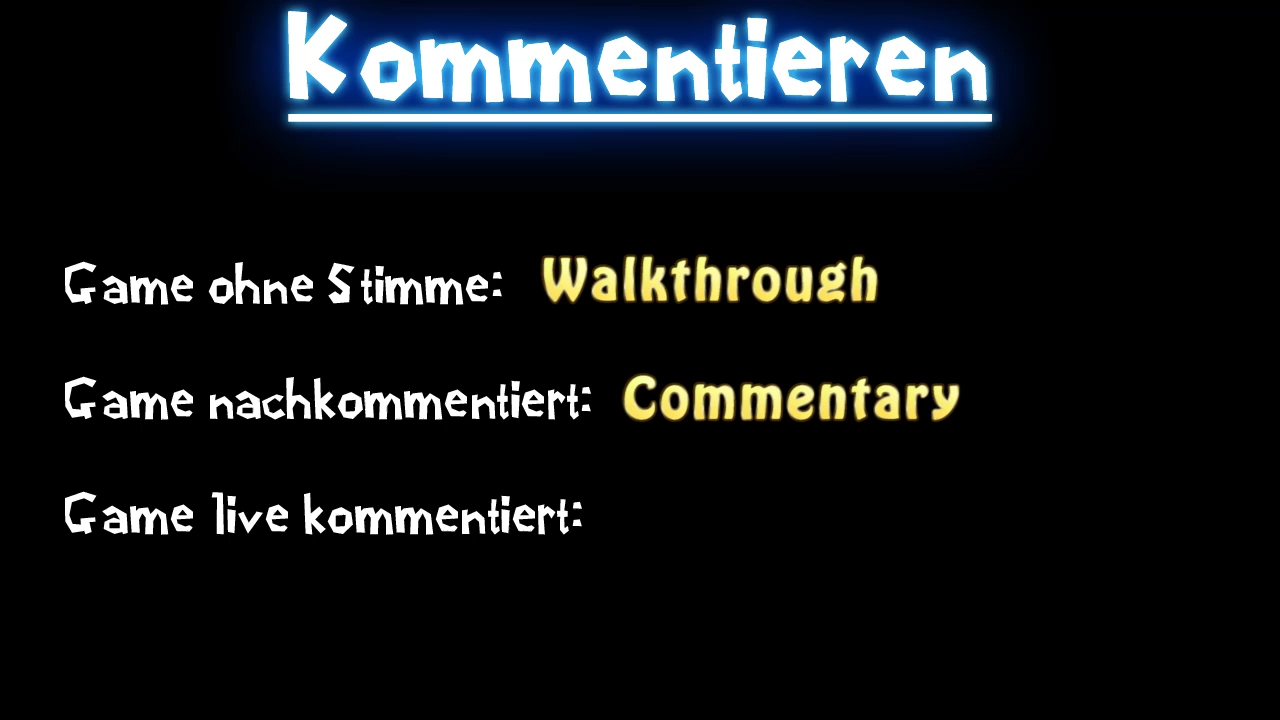 Kommentieren
Game ohne Stimme: Walkthrough
Game nachkommentiert: Commentary
Game live kommentiert: